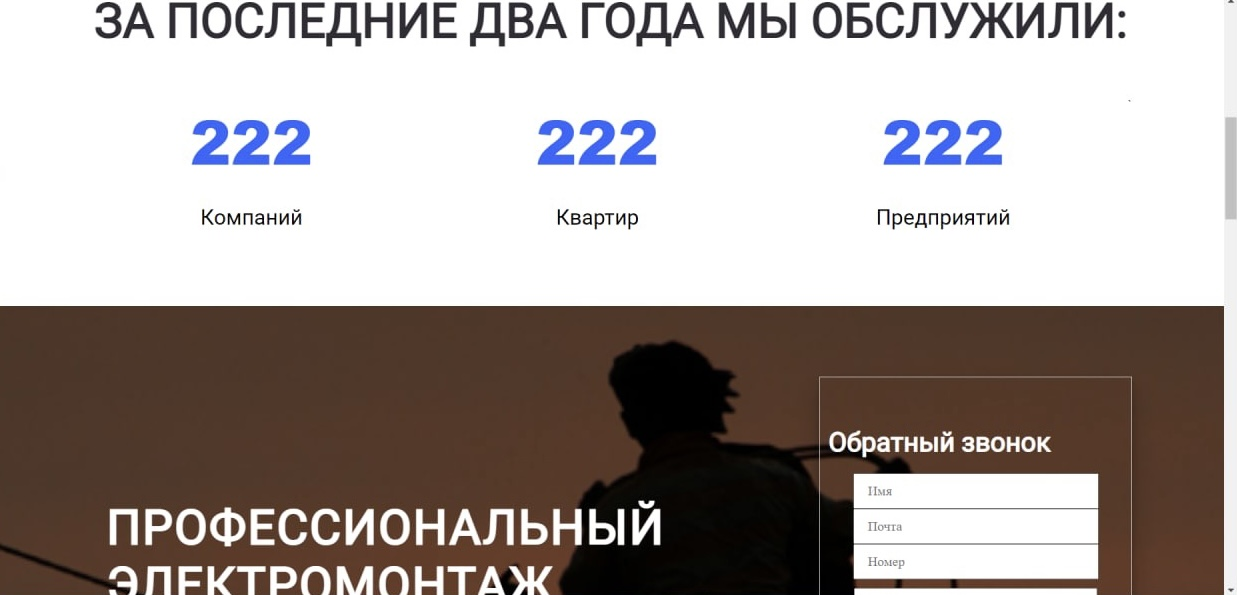 ЗА ПОСЛЕДНИЕ ДВА ГОДА МЫ ОБСЛУЖИЛИ:
222 222 222
Компаний Квартир Предприятий
Обратный звонок
Имя
Почта
Номер
ПРОФЕССИОНАЛЬНЫЙ
ЭЛЕКТРОМОНТАЖ